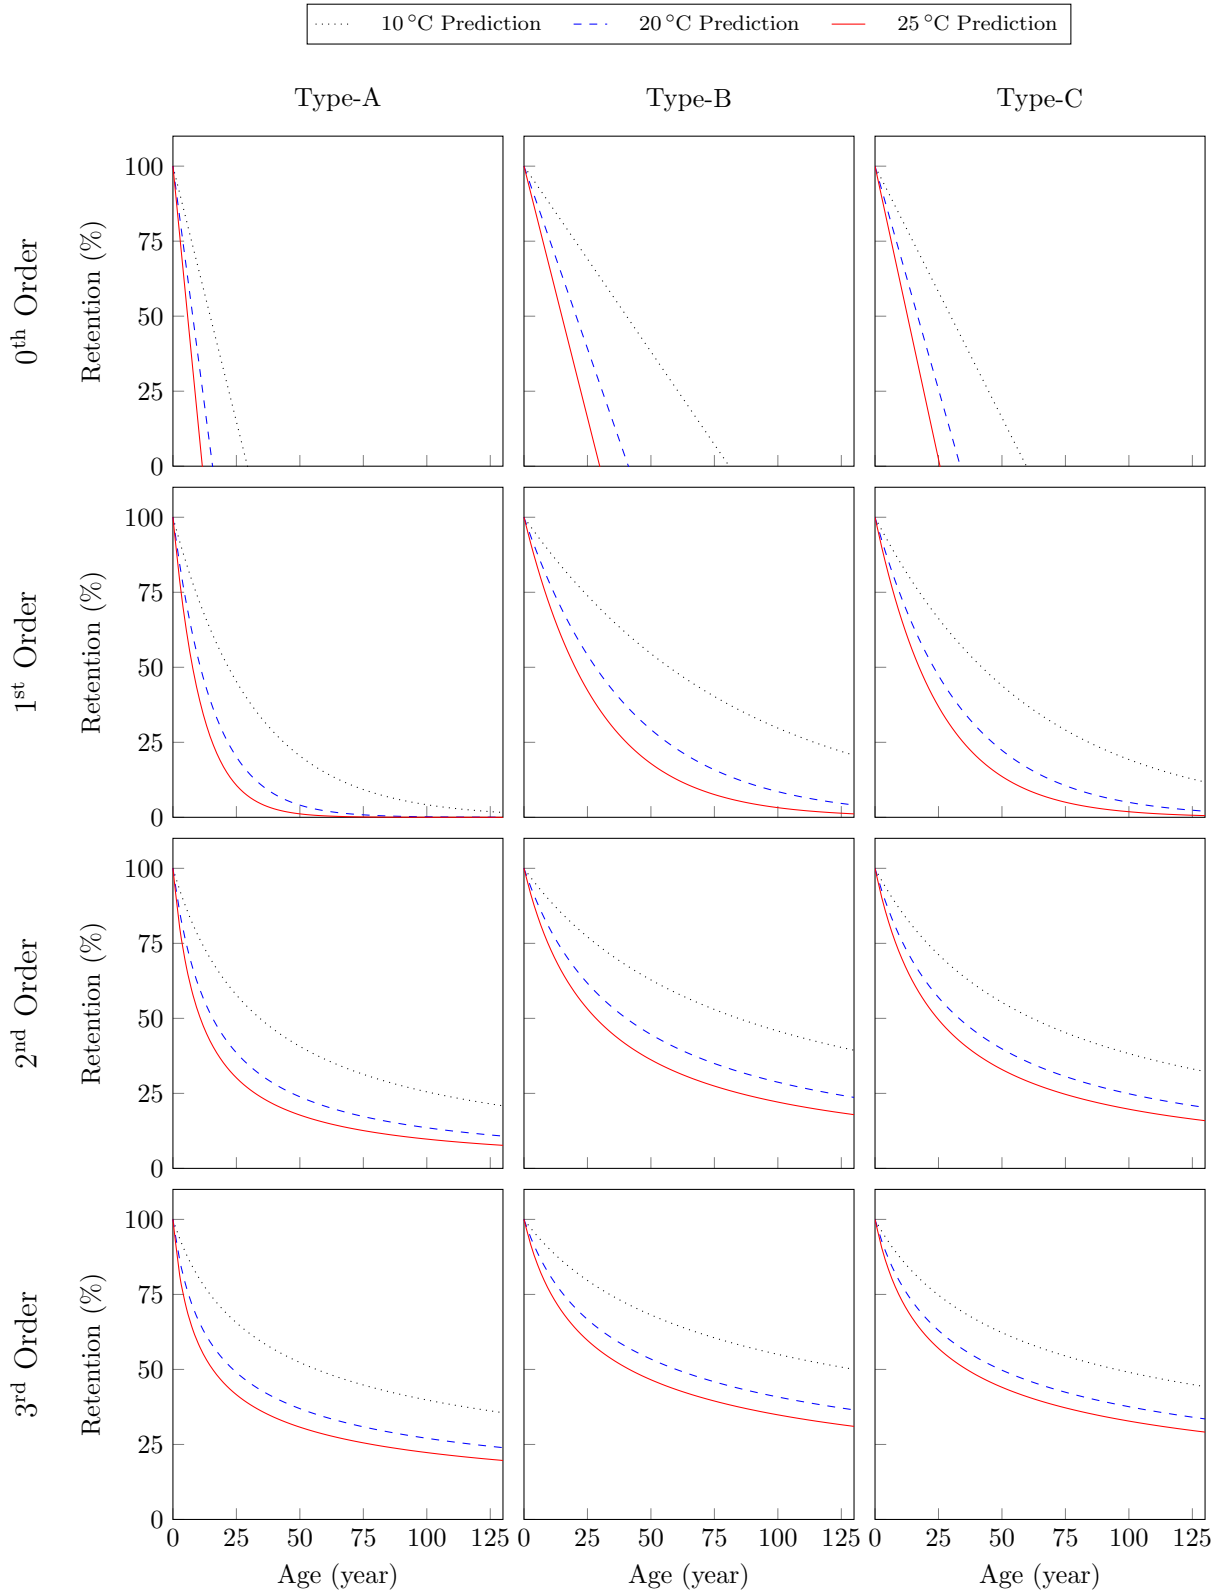 10 °C Prediction 20 °C Prediction 25 °C Prediction
Type-A Type-B Type-C
0th Order
Retention (%)
100
75
50
25
0
1st Order
Retention (%)
100
75
50
25
0
2nd Order
Retention (%)
100
75
50
25
0
3rd Order
Retention (%)
100
75
50
25
0
0 25 50 75 100 125 0 25 50 75 100 125 0 25 50 75 100 125
Age (year) Age (year) Age (year)